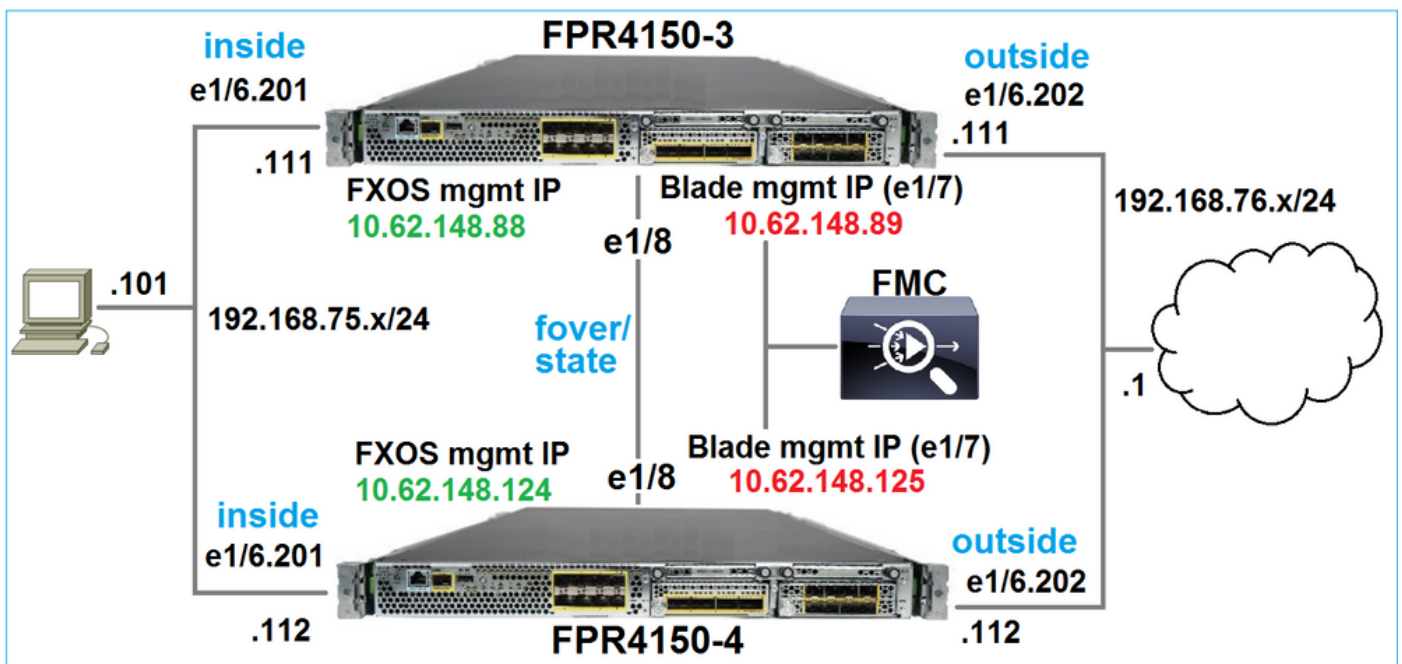 FPR4150-3
inside
e1/6.201
.111
outside
e1/6.202
.111
FXOS mgmt IP
10.62.148.88
Blade mgmt IP (e1/7)
10.62.148.89
e1/8
192.168.76.x/24
.101
192.168.75.x/24
fover/
state
FMC
.1
FXOS mgmt IP
10.62.148.124
e1/8
Blade mgmt IP (e1/7)
10.62.148.125
inside
e1/6.201
.112
outside
e1/6.202
.112
FPR4150-4